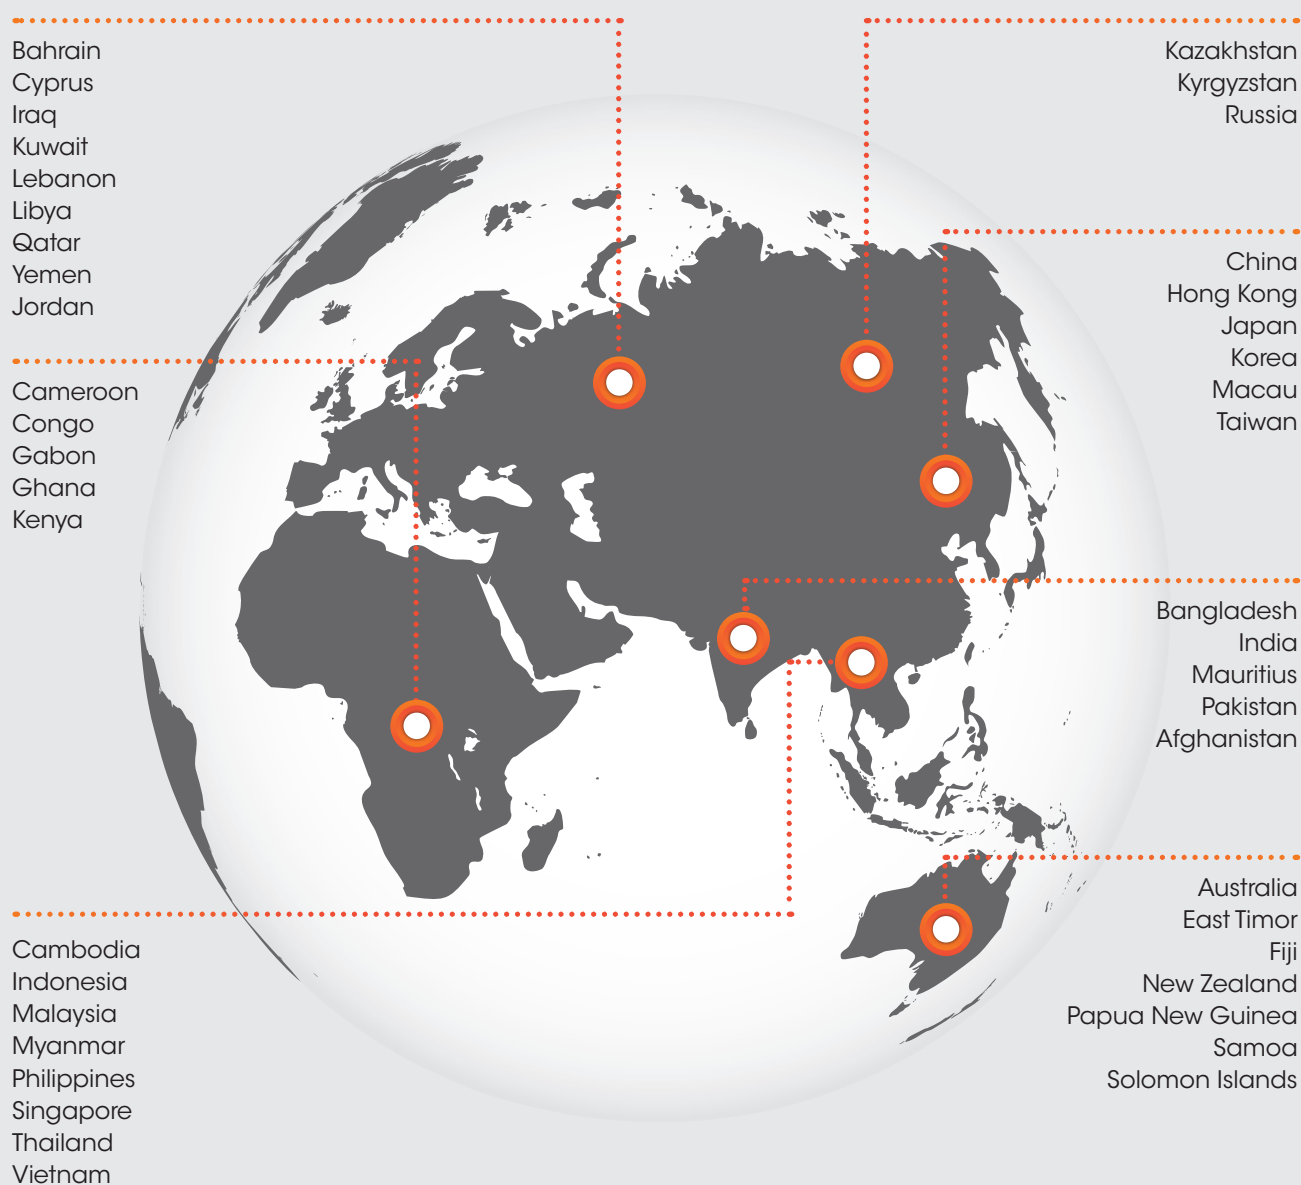 Bahrain
Cyprus
Iraq
Kuwait
Lebanon
Libya
Qatar
Yemen
Jordan
Cameroon
Congo
Gabon
Ghana
Kenya
Cambodia
Indonesia
Malaysia
Myanmar
Philippines
Singapore
Thailand
Vietnam
Kazakhstan
Kyrgyzstan
Russia
China
Hong Kong
Japan
Korea
Macau
Taiwan
Bangladesh
India
Mauritius
Pakistan
Afghanistan
Australia
East Timor
Fiji
New Zealand
Papua New Guinea
Samoa
Solomon Islands